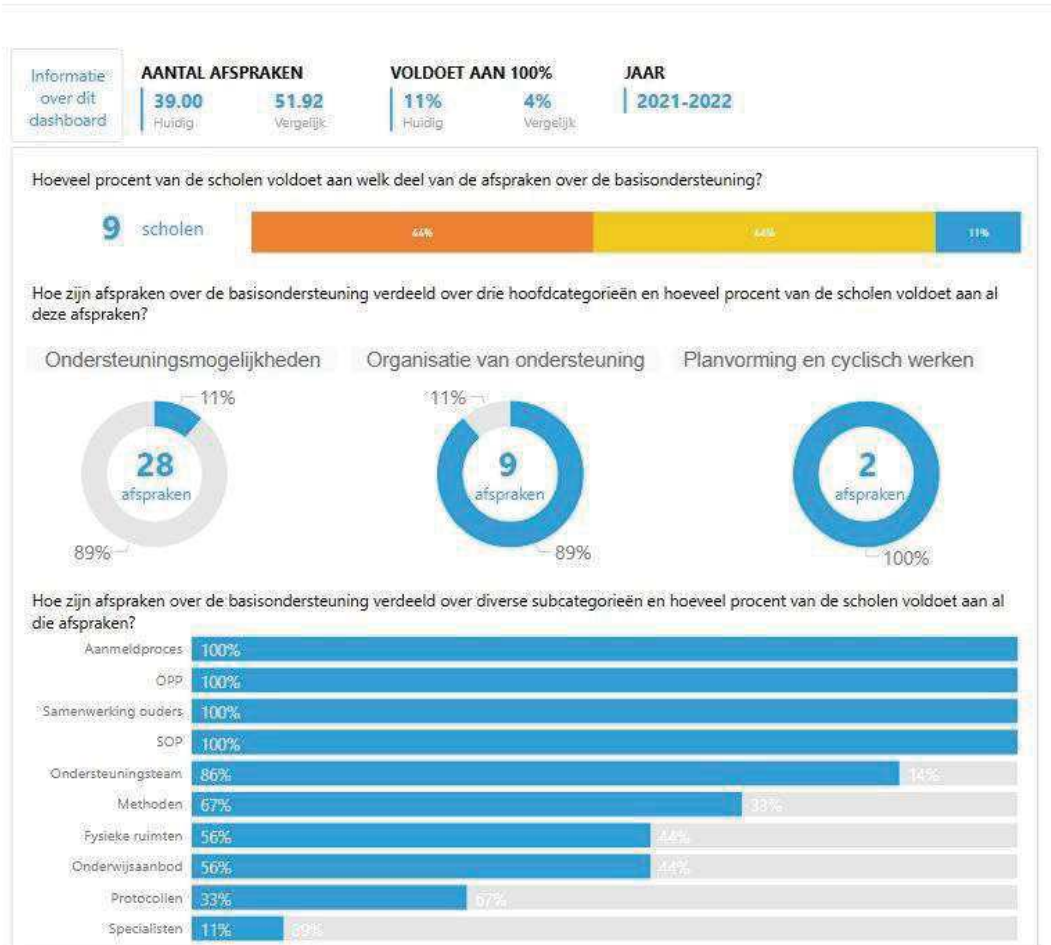 Informatie
over dit
dashboard
AANTAL AFSPRAKEN
39.00
Huidig
51.92
Vergelijk
VOLDOET AAN 100%
11%
Huidig
4%
Vergelijk
JAAR
2021-2022
Hoeveel procent van de scholen voldoet aan welk deel van de afspraken over de basisondersteuning?
9 scholen
44%
44%
11%
Hoe zijn afspraken over de basisondersteuning verdeeld over drie hoofdcategorieën en hoeveel procent van de scholen voldoet aan al
deze afspraken?
Ondersteuningsmogelijkheden
11%
28
afspraken
89%
Organisatie van ondersteuning
11%
9
afspraken
89%
Planvorming en cyclisch werken
2
afspraken
100%
Hoe zijn afspraken over de basisondersteuning verdeeld over diverse subcategorieën en hoeveel procent van de scholen voldoet aan al
die afspraken?
Aanmeldproces 100%
OPP 100%
Samenwerking ouders 100%
SOP 100%
Ondersteuningsteam 86% 14%
Methoden 67% 33%
Fysieke ruimten 56% 44%
Onderwijsaanbod 56% 44%
Protocollen 33% 67%
Specialisten 11% 89%